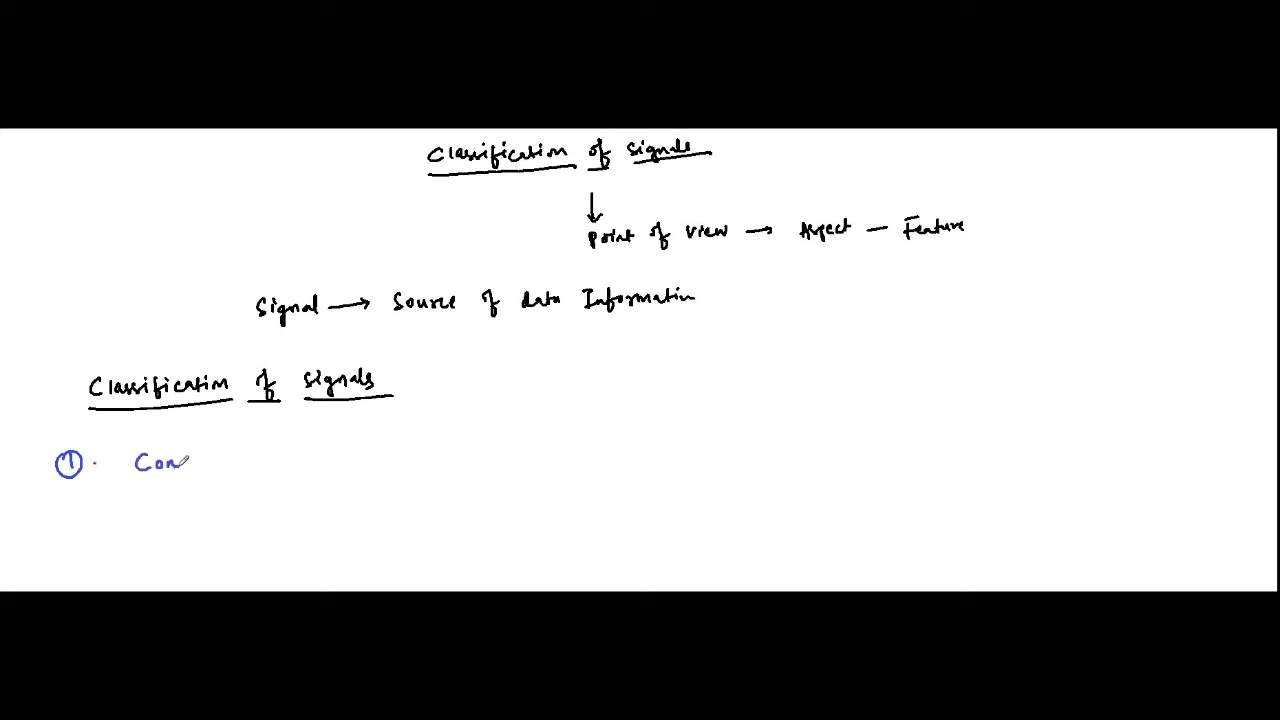 Classification of Signals
↓
Point of view → Aspect — Feature
Signal → Source of data Information
Classification of Signals
①. Con